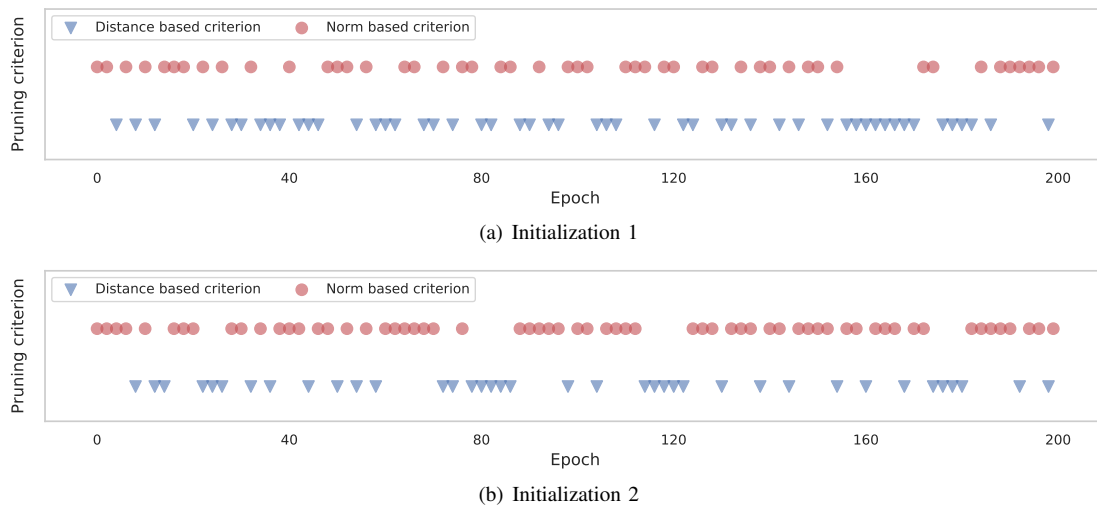 Distance based criterion Norm based criterion
Pruning criterion
0 40 80 120 160 200
Epoch
(a) Initialization 1
Distance based criterion Norm based criterion
Pruning criterion
0 40 80 120 160 200
Epoch
(b) Initialization 2